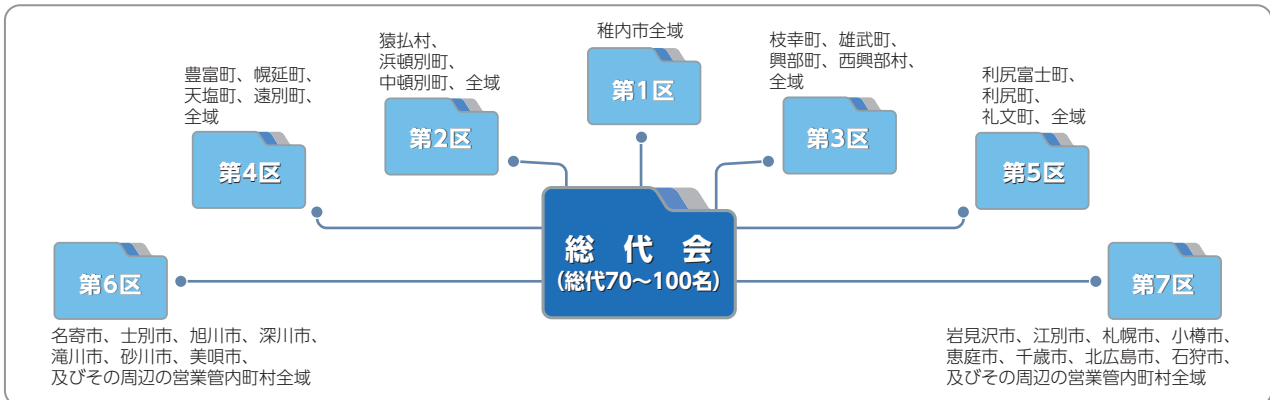 稚内市全域
第1区
猿払村、
浜頓別町、
中頓別町、全域
第2区
枝幸町、雄武町、
興部町、西興部村、
全域
第3区
豊富町、幌延町、
天塩町、遠別町、
全域
第4区
利尻富士町、
利尻町、
礼文町、全域
第5区
総代会
(総代70〜100名)
第6区
名寄市、士別市、旭川市、深川市、
滝川市、砂川市、美唄市、
及びその周辺の営業管内町村全域
第7区
岩見沢市、江別市、札幌市、小樽市、
恵庭市、千歳市、北広島市、石狩市、
及びその周辺の営業管内町村全域